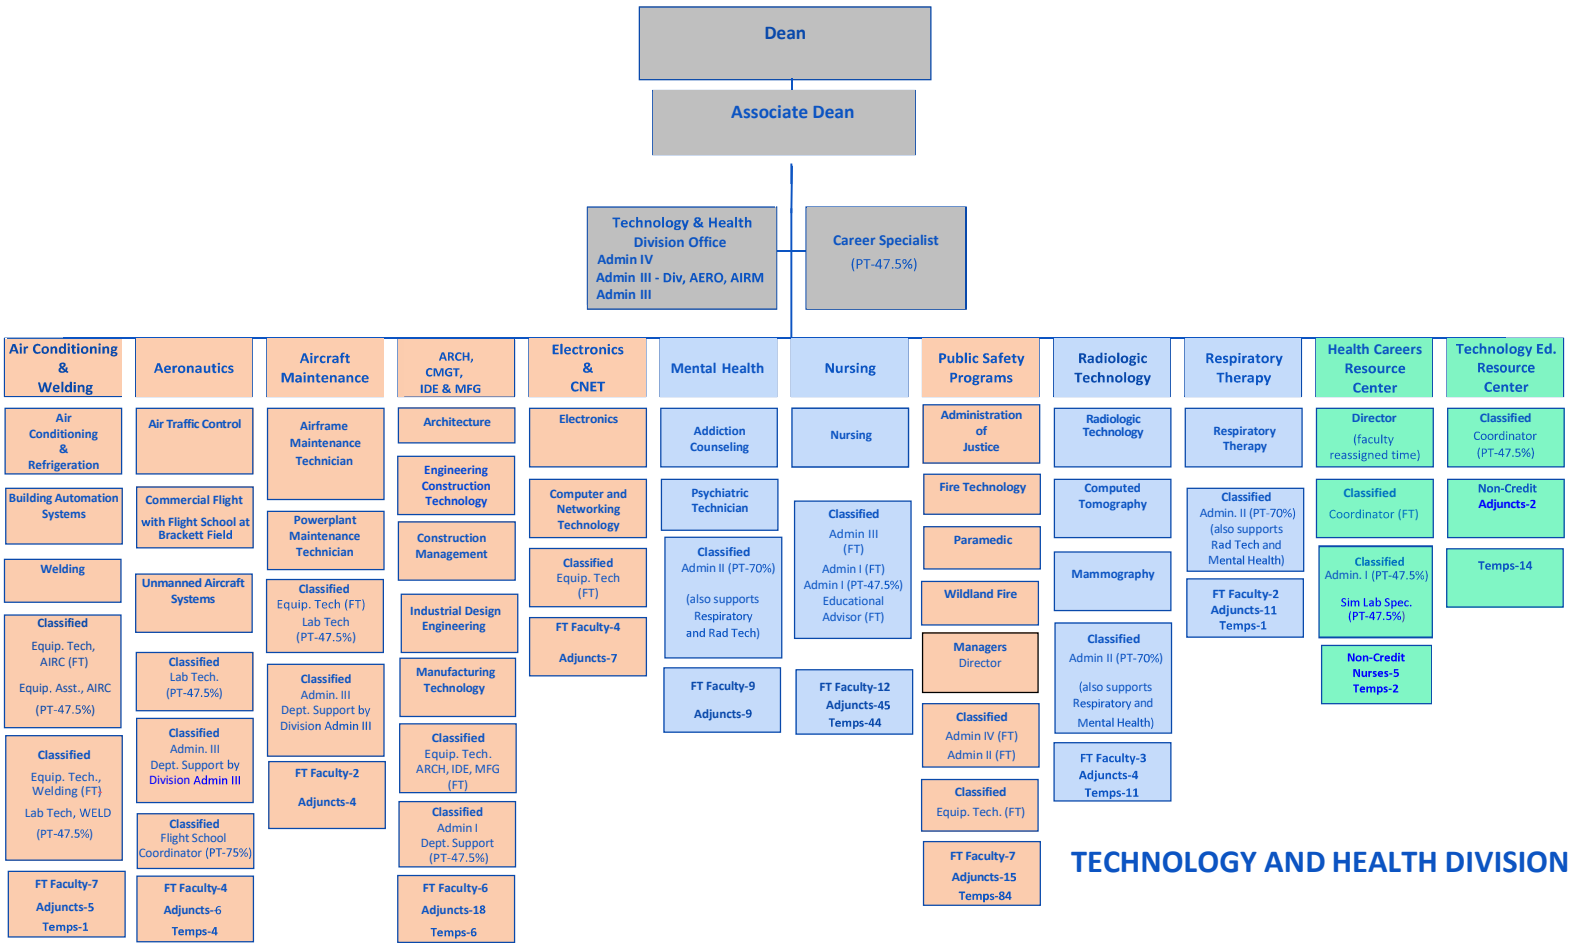 Dean
Associate Dean
Technology & Health
Division Office
Admin IV
Admin III - Div, AERO, AIRM
Admin III
Career Specialist
(PT-47.5%)
Air Conditioning
&
Welding
Air
Conditioning
&
Refrigeration
Building Automation
Systems
Welding
Classified
Equip. Tech,
AIRC (FT)
Equip. Asst., AIRC
(PT-47.5%)
Classified
Equip. Tech.,
Welding (FT)
Lab Tech, WELD
(PT-47.5%)
FT Faculty-7
Adjuncts-5
Temps-1
Aeronautics
Air Traffic Control
Commercial Flight
with Flight School at
Brackett Field
Unmanned Aircraft
Systems
Classified
Lab Tech.
(PT-47.5%)
Classified
Admin. III
Dept. Support by
Division Admin III
Classified
Flight School
Coordinator (PT-75%)
FT Faculty-4
Adjuncts-6
Temps-4
Aircraft
Maintenance
Airframe
Maintenance
Technician
Powerplant
Maintenance
Technician
Classified
Equip. Tech (FT)
Lab Tech
(PT-47.5%)
Classified
Admin. III
Dept. Support by
Division Admin III
FT Faculty-2
Adjuncts-4
ARCH,
CMGT,
IDE & MFG
Architecture
Engineering
Construction
Technology
Construction
Management
Industrial Design
Engineering
Manufacturing
Technology
Classified
Equip. Tech.
ARCH, IDE, MFG
(FT)
Classified
Admin I
Dept. Support
(PT-47.5%)
FT Faculty-6
Adjuncts-18
Temps-6
Electronics
&
CNET
Electronics
Computer and
Networking
Technology
Classified
Equip. Tech
(FT)
FT Faculty-4
Adjuncts-7
Mental Health
Addiction
Counseling
Psychiatric
Technician
Classified
Admin II (PT-70%)
(also supports
Respiratory
and Rad Tech)
FT Faculty-9
Adjuncts-9
Nursing
Nursing
Classified
Admin III
(FT)
Admin I (FT)
Admin I (PT-47.5%)
Educational
Advisor (FT)
FT Faculty-12
Adjuncts-45
Temps-44
Public Safety
Programs
Administration
of
Justice
Fire Technology
Paramedic
Wildland Fire
Managers
Director
Classified
Admin IV (FT)
Admin II (FT)
Classified
Equip. Tech. (FT)
FT Faculty-7
Adjuncts-15
Temps-84
Radiologic
Technology
Radiologic
Technology
Computed
Tomography
Mammography
Classified
Admin II (PT-70%)
(also supports
Respiratory and
Mental Health)
FT Faculty-3
Adjuncts-4
Temps-11
Respiratory
Therapy
Respiratory
Therapy
Classified
Admin. II (PT-70%)
(also supports
Rad Tech and
Mental Health)
FT Faculty-2
Adjuncts-11
Temps-1
Health Careers
Resource
Center
Director
(faculty
reassigned time)
Classified
Coordinator (FT)
Classified
Admin. I (PT-47.5%)
Sim Lab Spec.
(PT-47.5%)
Non-Credit
Nurses-5
Temps-2
Technology Ed.
Resource
Center
Classified
Coordinator
(PT-47.5%)
Non-Credit
Adjuncts-2
Temps-14
TECHNOLOGY AND HEALTH DIVISION